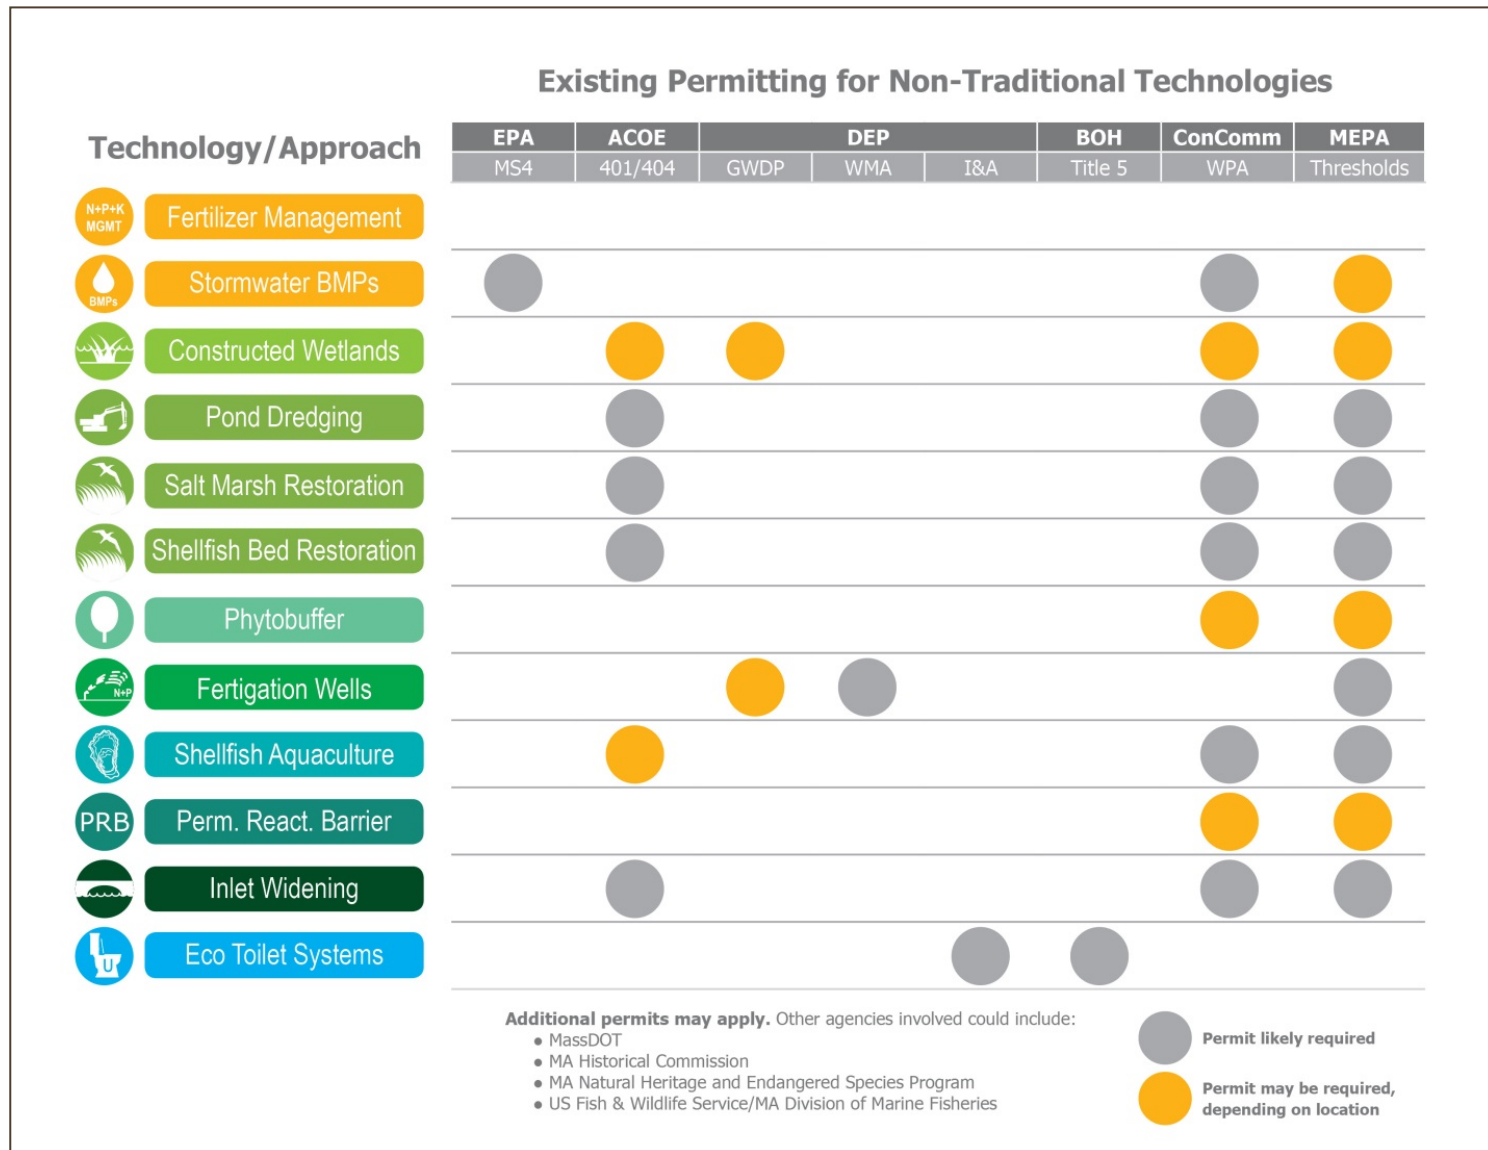 Existing Permitting for Non-Traditional Technologies
Technology/Approach
EPA ACOE DEP BOH ConComm MEPA
MS4 401/404 GWDP WMA I&A Title 5 WPA Thresholds
N+P+K
MGMT
Fertilizer Management
BMPs
Stormwater BMPs
Constructed Wetlands
Pond Dredging
Salt Marsh Restoration
Shellfish Bed Restoration
Phytobuffer
N+P
Fertigation Wells
Shellfish Aquaculture
PRB
Perm. React. Barrier
Inlet Widening
U
Eco Toilet Systems
Additional permits may apply. Other agencies involved could include:
● MassDOT
● MA Historical Commission
● MA Natural Heritage and Endangered Species Program
● US Fish & Wildlife Service/MA Division of Marine Fisheries
Permit likely required
Permit may be required,
depending on location